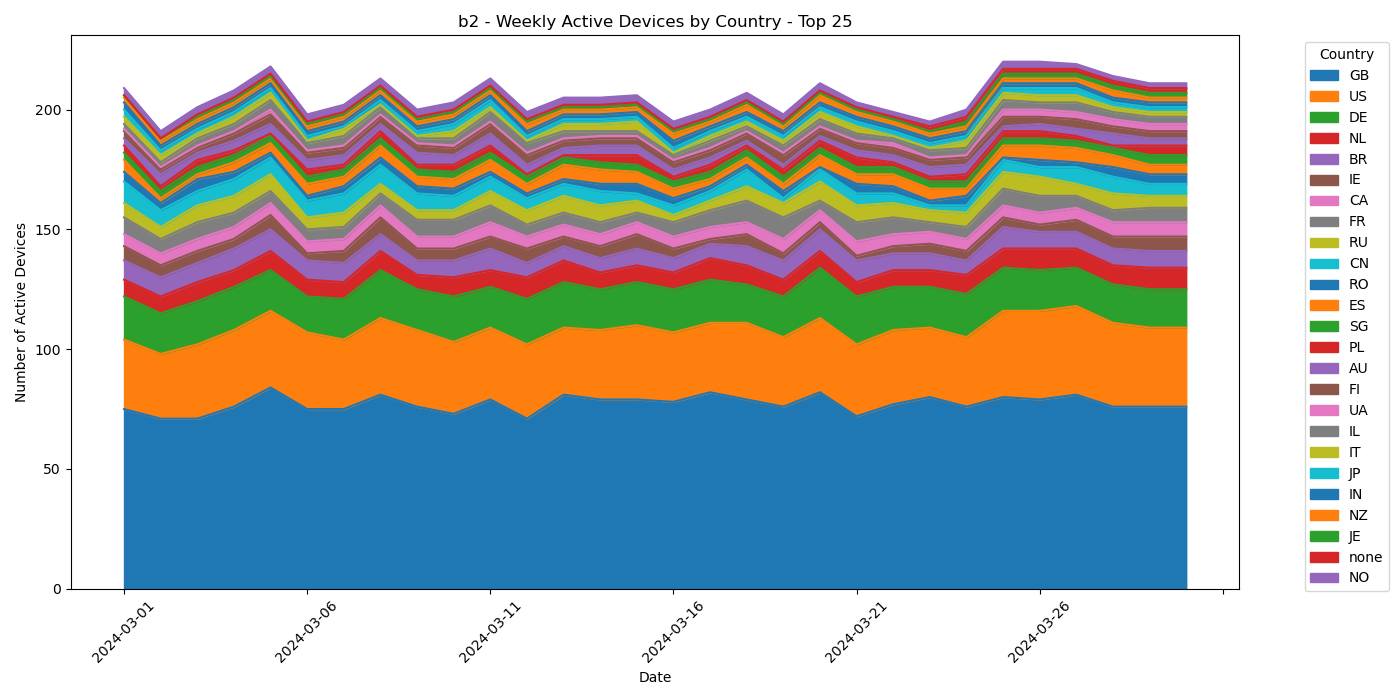 b2 - Weekly Active Devices by Country - Top 25
Number of Active Devices
200
150
100
50
0
2024-03-01
2024-03-06
2024-03-11
2024-03-16
2024-03-21
2024-03-26
Date
Country
GB
US
DE
NL
BR
IE
CA
FR
RU
CN
RO
ES
SG
PL
AU
FI
UA
IL
IT
JP
IN
NZ
JE
none
NO